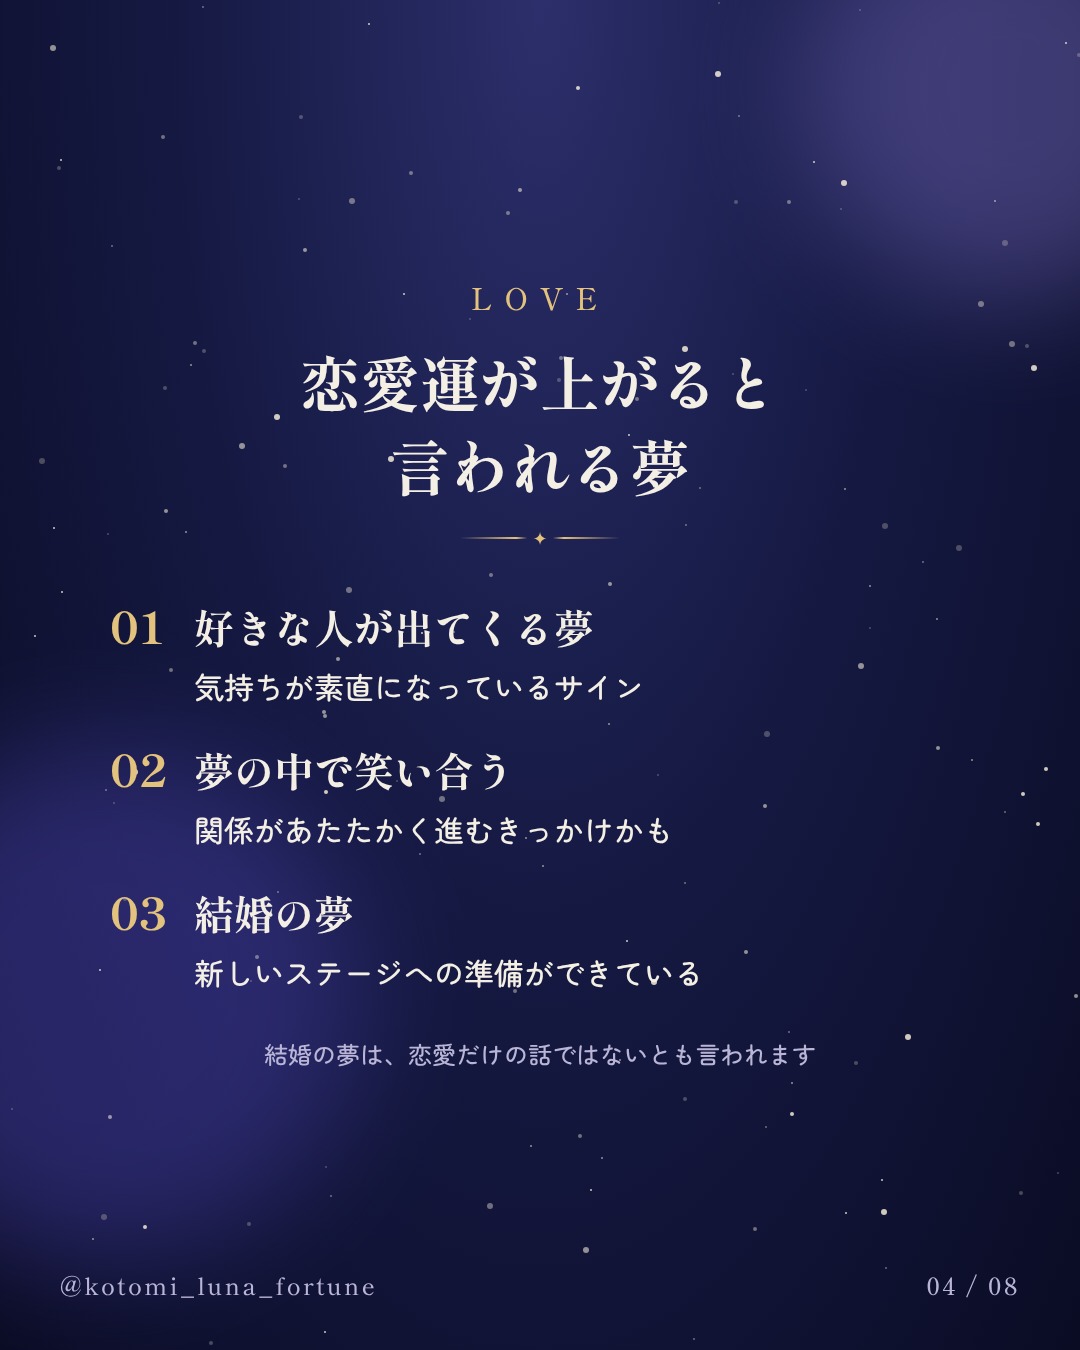 LOVE
恋愛運が上がると
言われる夢
01 好きな人が出てくる夢
気持ちが素直になっているサイン
02 夢の中で笑い合う
関係があたたかく進むきっかけかも
03 結婚の夢
新しいステージへの準備ができている
結婚の夢は、恋愛だけの話ではないとも言われます
@kotomi_luna_fortune
04 / 08